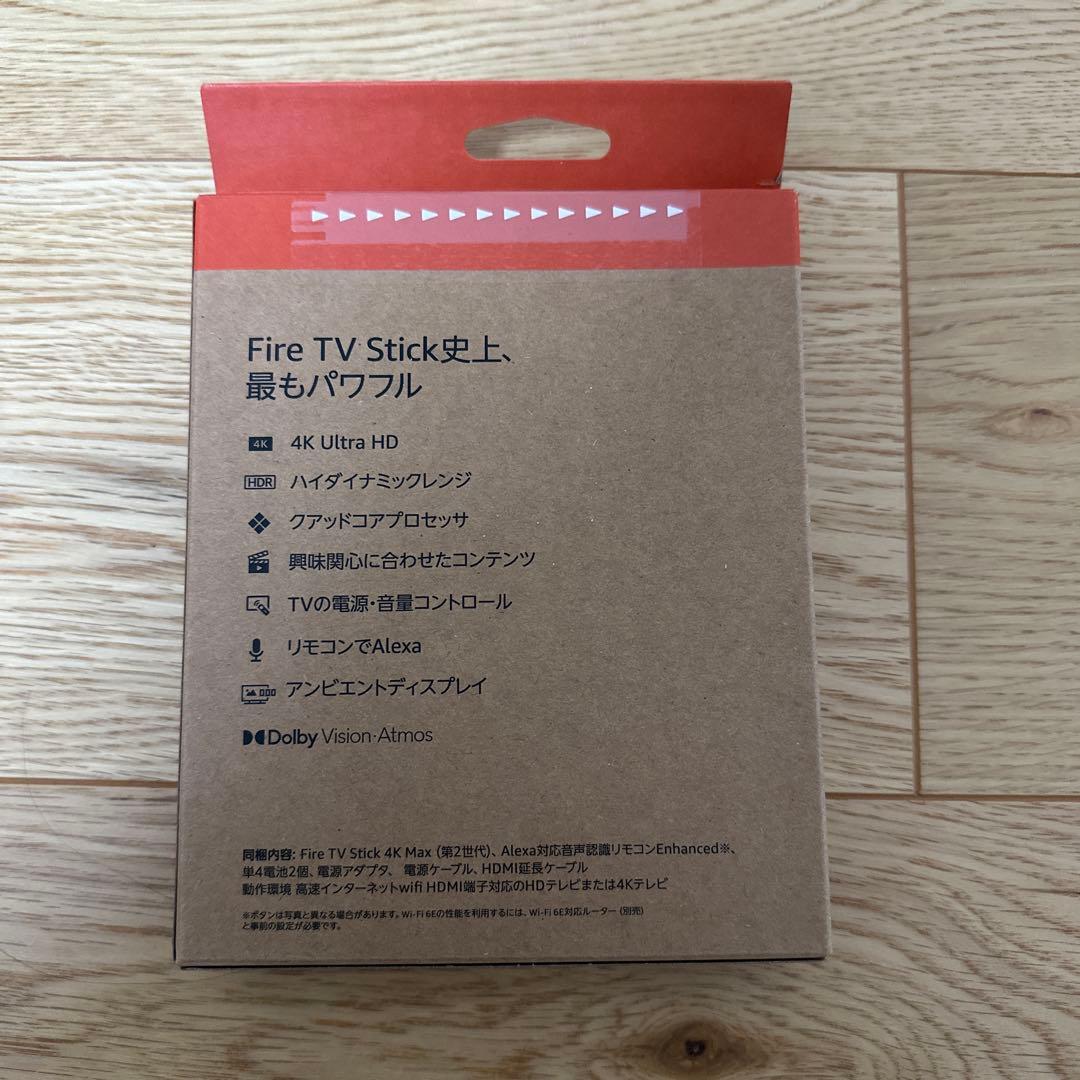 Fire TV Stick史上、
最もパワフル
4K 4K Ultra HD
HDR ハイダイナミックレンジ
クアッドコアプロセッサ
興味関心に合わせたコンテンツ
TVの電源・音量コントロール
リモコンでAlexa
アンビエントディスプレイ
Dolby Vision·Atmos
同梱内容: Fire TV Stick 4K Max (第2世代)、Alexa対応音声認識リモコンEnhanced※、
単4電池2個、電源アダプタ、 電源ケーブル、HDMI延長ケーブル
動作環境 高速インターネットwifi HDMI端子対応のHDテレビまたは4Kテレビ
※ボタンは写真と異なる場合があります。Wi-Fi 6Eの性能を利用するには、Wi-Fi 6E対応ルーター (別売)
と事前の設定が必要です。